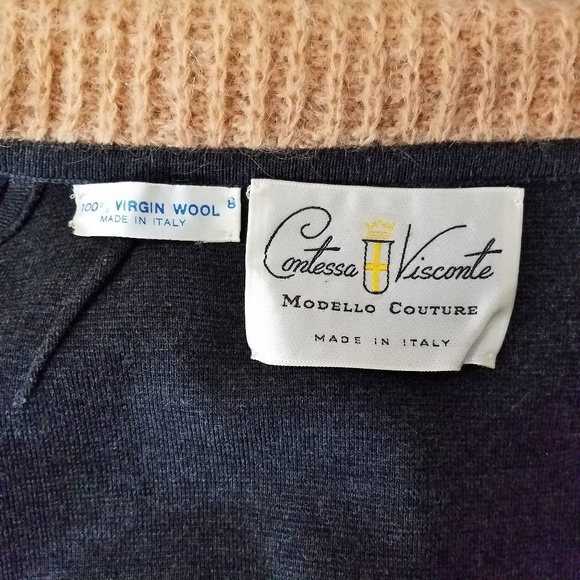 100% VIRGIN WOOL 8
MADE IN ITALY
Contessa Visconte
MODELLO COUTURE
MADE IN ITALY